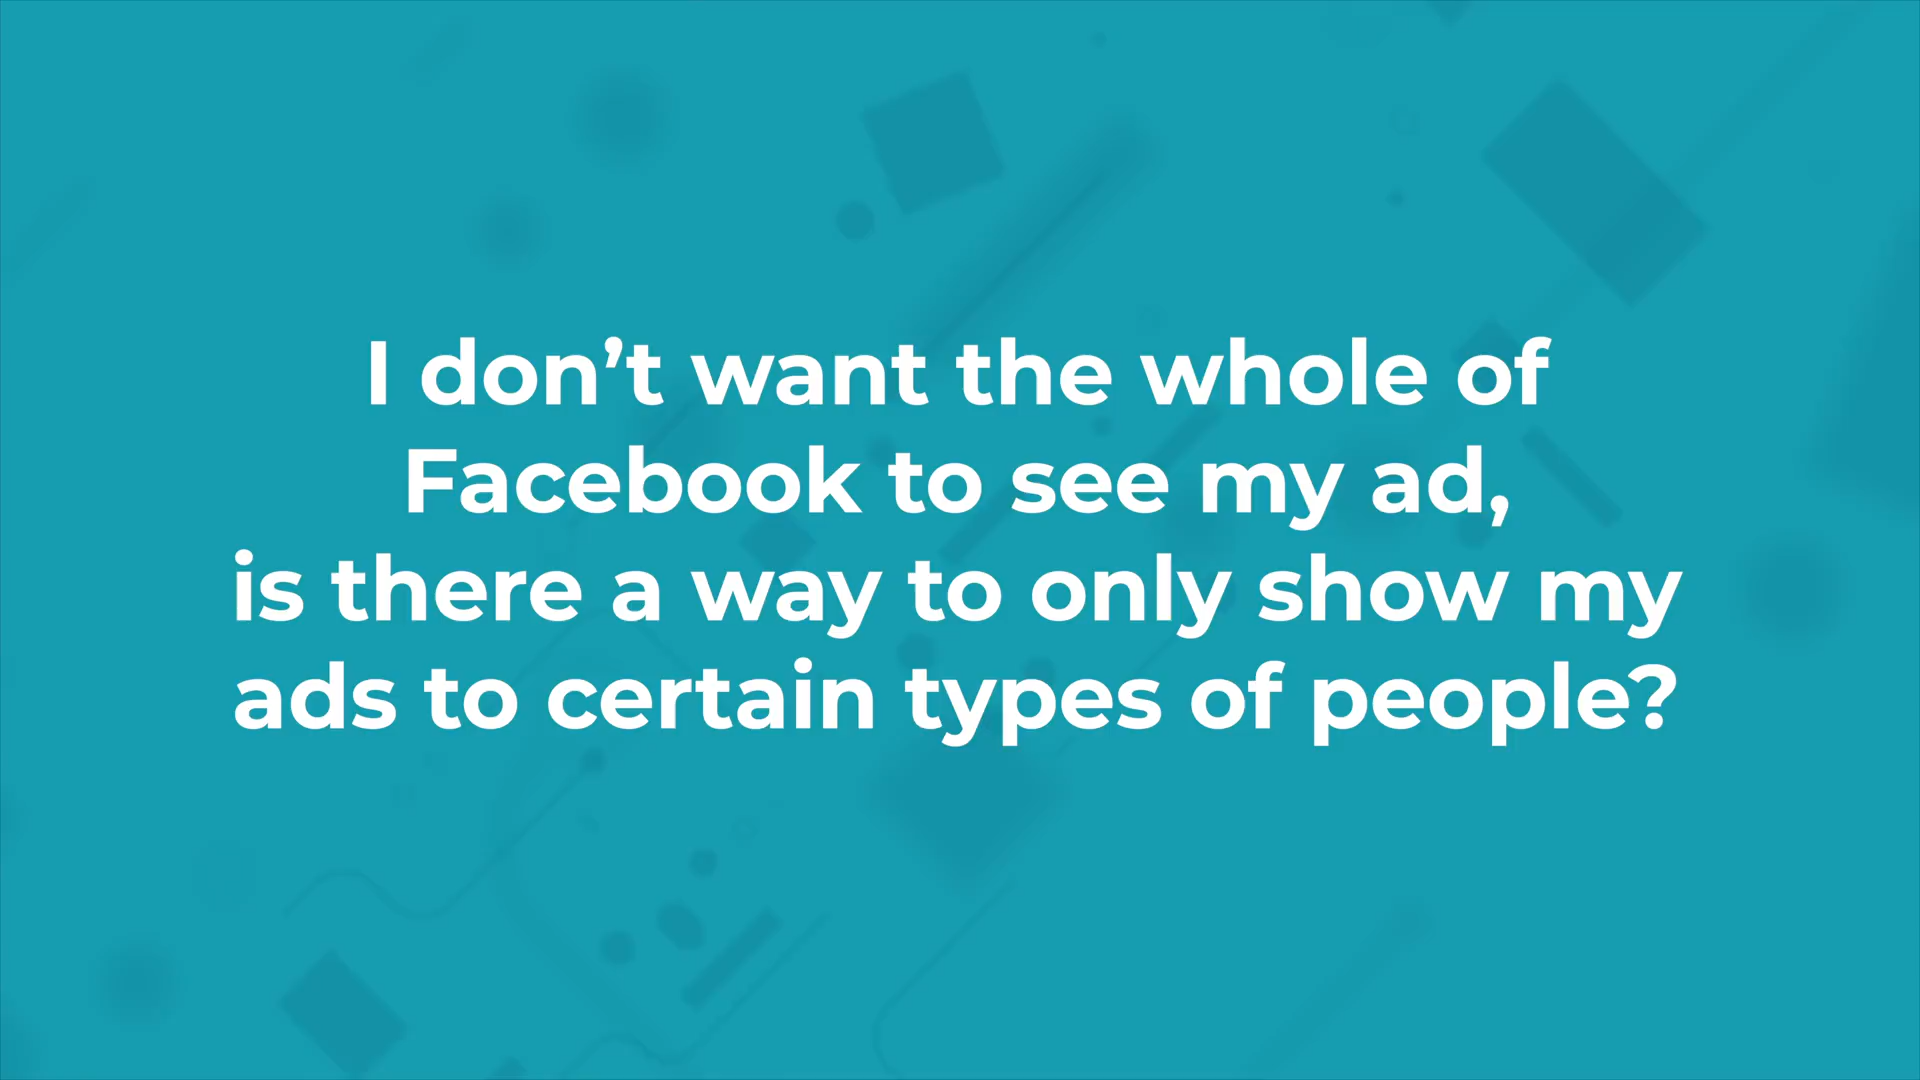 I don’t want the whole of
Facebook to see my ad,
is there a way to only show my
ads to certain types of people?